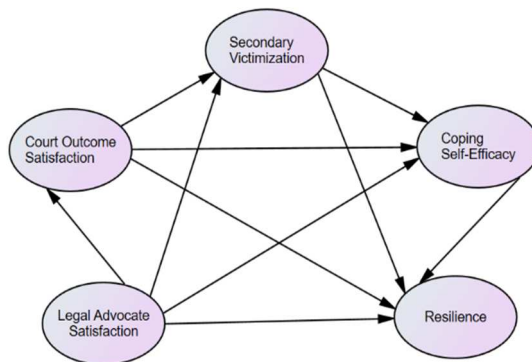 Secondary
Victimization
Court Outcome
Satisfaction
Coping
Self-Efficacy
Legal Advocate
Satisfaction
Resilience